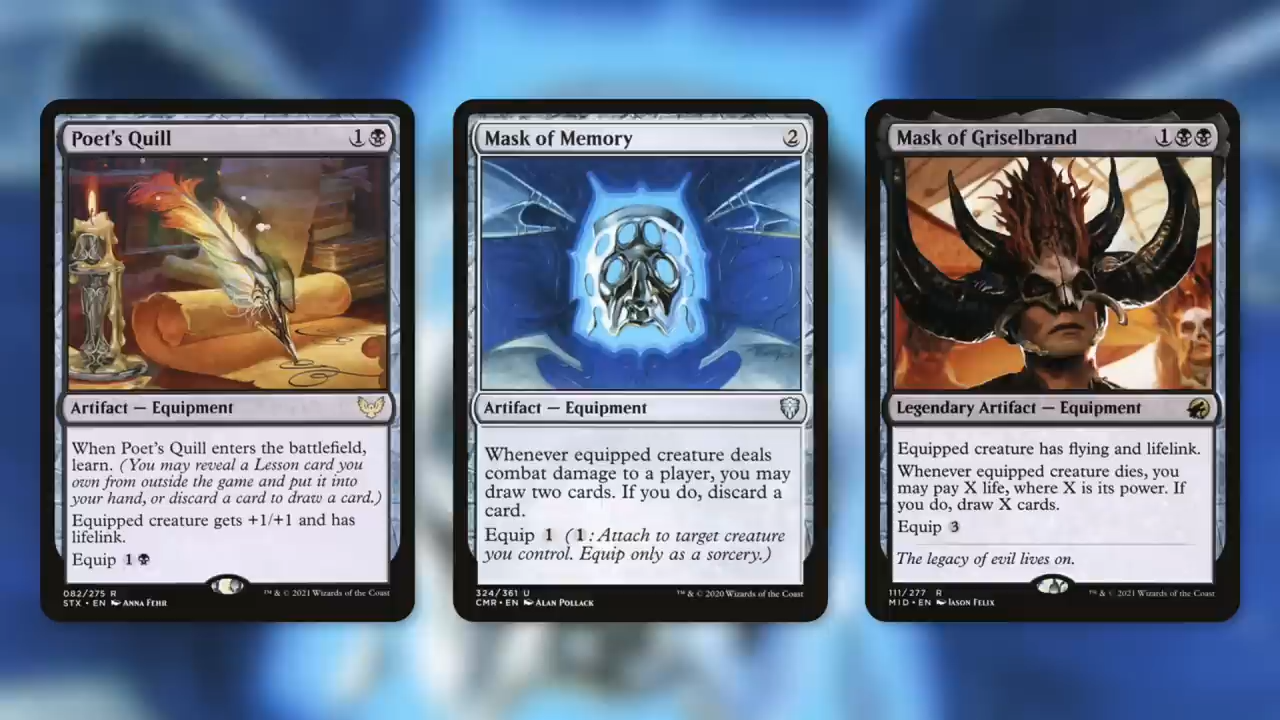 Poet's Quill 1
Artifact — Equipment
When Poet's Quill enters the battlefield,
learn. (You may reveal a Lesson card you
own from outside the game and put it into
your hand, or discard a card to draw a card.)
Equipped creature gets +1/+1 and has
lifelink.
Equip 1
082/275 R
STX • EN ANNA FEHR
™ & © 2021 Wizards of the Coast
Mask of Memory 2
Artifact — Equipment
Whenever equipped creature deals
combat damage to a player, you may
draw two cards. If you do, discard a
card.
Equip 1 (1: Attach to target creature
you control. Equip only as a sorcery.)
324/361 U
CMR • EN ALAN POLLACK
™ & © 2020 Wizards of the Coast
Mask of Griselbrand 1
Legendary Artifact — Equipment
Equipped creature has flying and lifelink.
Whenever equipped creature dies, you
may pay X life, where X is its power. If
you do, draw X cards.
Equip 3
The legacy of evil lives on.
111/277 R
MID • EN JASON FELIX
™ & © 2021 Wizards of the Coast